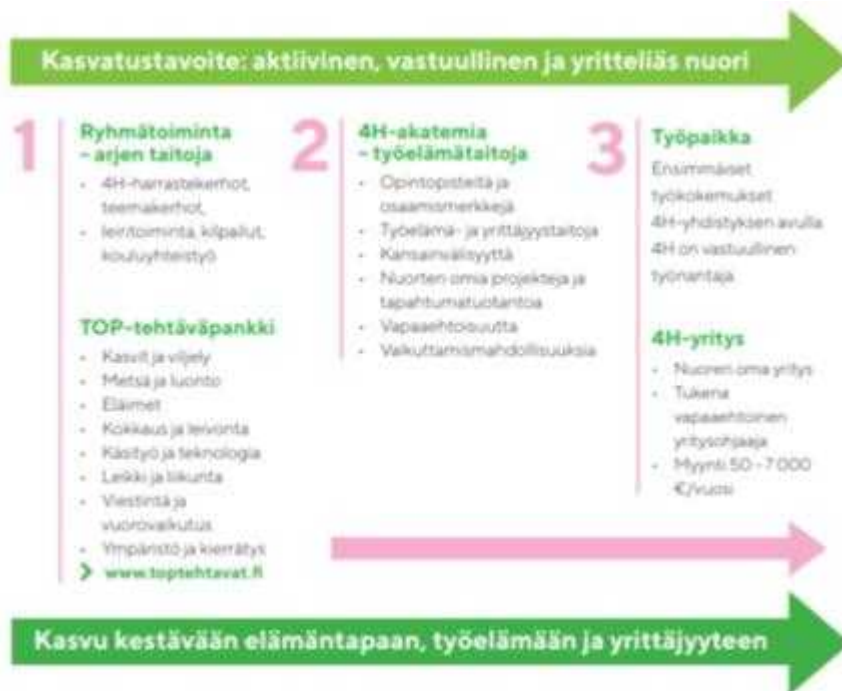 Kasvatustavoite: aktiivinen, vastuullinen ja yritteliäs nuori
1
Ryhmätoiminta
- arjen taitoja
- 4H-harrastekerhot,
teemakerhot,
- leiritoiminta, kilpailut,
kouluyhteistyö
TOP-tehtäväpankki
- Kasvit ja viljely
- Metsä ja luonto
- Eläimet
- Kokkaus ja leivonta
- Käsityö ja teknologia
- Leikki ja liikunta
- Viestintä ja
vuorovaikutus
- Ympäristö ja kierrätys
> www.toptehtavat.fi
2
4H-akatemia
- työelämätaitoja
- Opintopisteitä ja
osaamismerkkejä
- Työelämä- ja yrittäjyystaitoja
- Kansainvälisyyttä
- Nuorten omia projekteja ja
tapahtumatuotantoa
- Vapaaehtoisuutta
- Vaikuttamismahdollisuuksia
3
Työpaikka
Ensimmäiset
työkokemukset
4H-yhdistyksen avulla
4H on vastuullinen
työnantaja
4H-yritys
- Nuoren oma yritys
- Tukena
vapaaehtoinen
yritysohjaaja
- Myynti 50 - 7 000
€/vuosi
Kasvu kestävään elämäntapaan, työelämään ja yrittäjyyteen